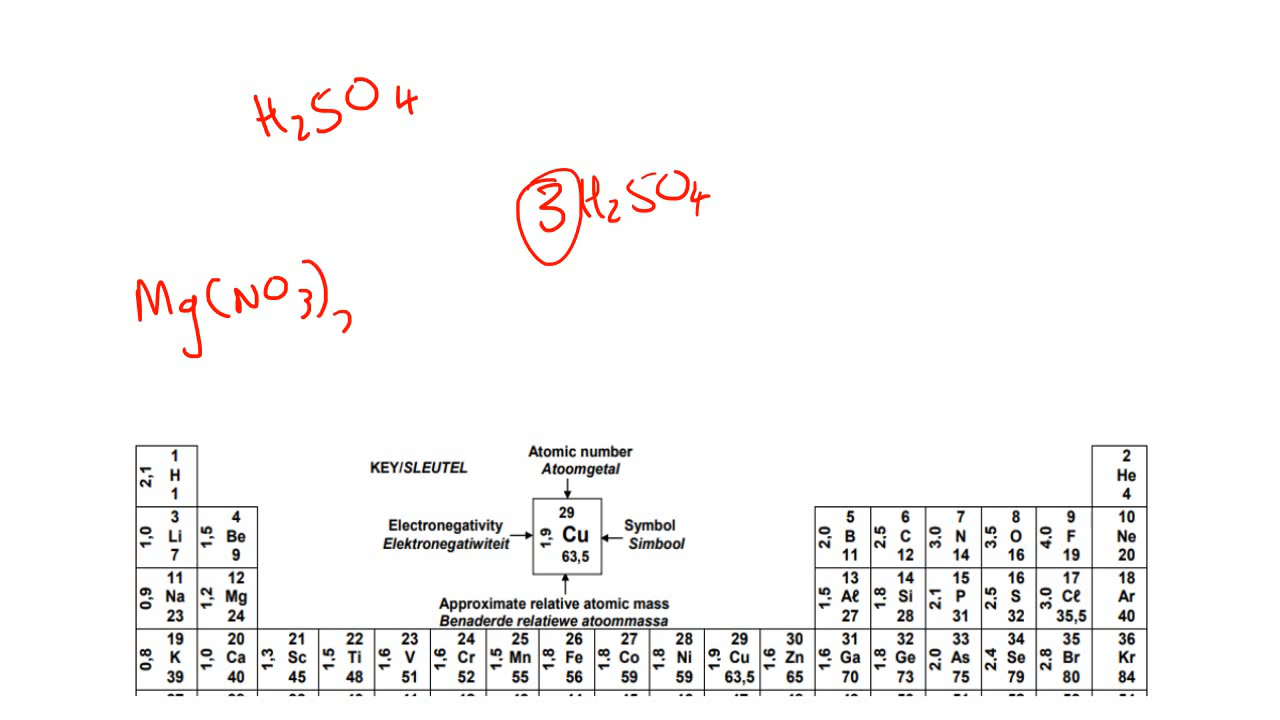 H₂SO₄
3H₂SO₄
Mg(NO₃)₂
KEY/SLEUTEL
Atomic number
Atoomgetal
Electronegativity
Elektronegatiwiteit
29
1,9 Cu
63,5
Symbol
Simbool
Approximate relative atomic mass
Benaderde relatiewe atoommassa
1 2
2,1 H He
1 4
3 4 5 6 7 8 9 10
1,0 Li 1,5 Be 2,0 B 2,5 C 3,0 N 3,5 O 4,0 F Ne
7 9 11 12 14 16 19 20
11 12 13 14 15 16 17 18
0,9 Na 1,2 Mg 1,5 Aℓ 1,8 Si 2,1 P 2,5 S 3,0 Cℓ Ar
23 24 27 28 31 32 35,5 40
19 20 21 22 23 24 25 26 27 28 29 30 31 32 33 34 35 36
0,8 K 1,0 Ca 1,3 Sc 1,5 Ti 1,6 V 1,6 Cr 1,5 Mn 1,8 Fe 1,8 Co 1,8 Ni 1,9 Cu 1,6 Zn 1,6 Ga 1,8 Ge 2,0 As 2,4 Se 2,8 Br Kr
39 40 45 48 51 52 55 56 59 59 63,5 65 70 73 75 79 80 84